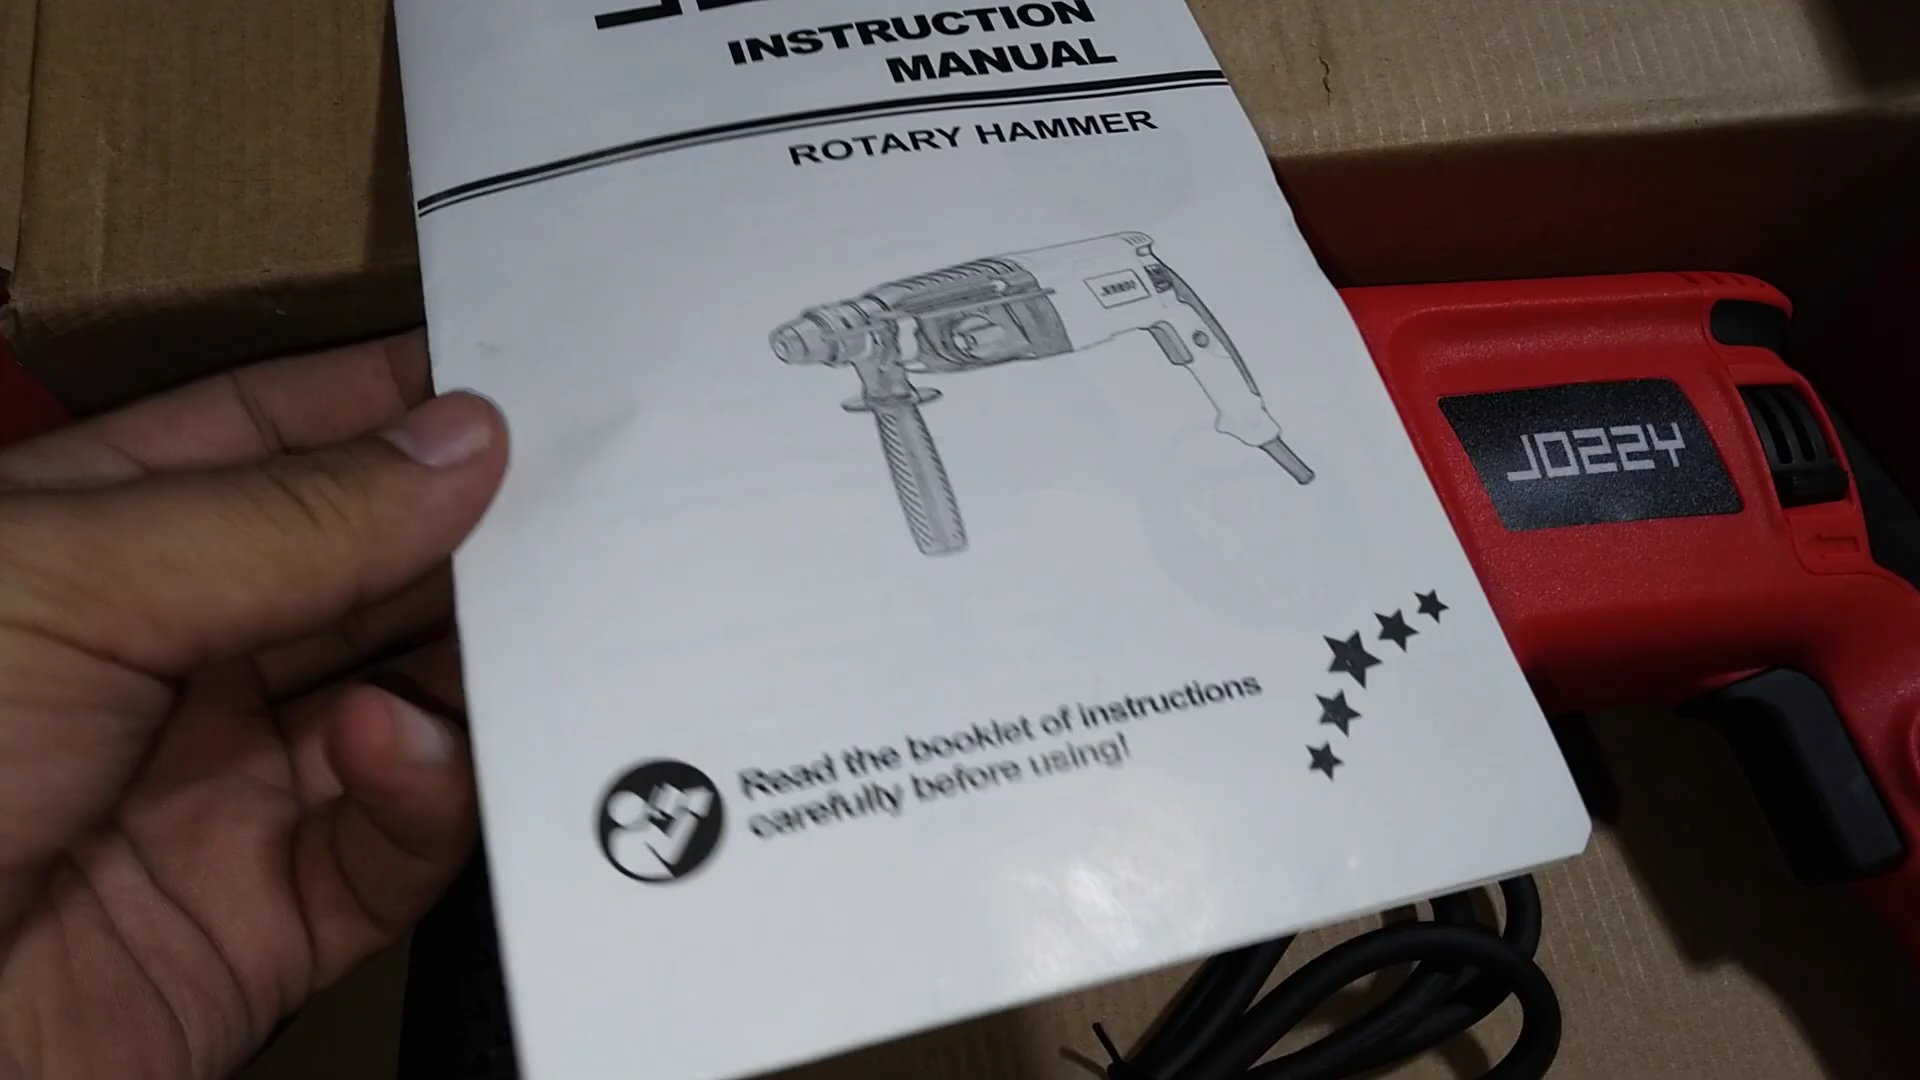 INSTRUCTION
MANUAL
ROTARY HAMMER
JOZZY
Read the booklet of instructions
carefully before using!